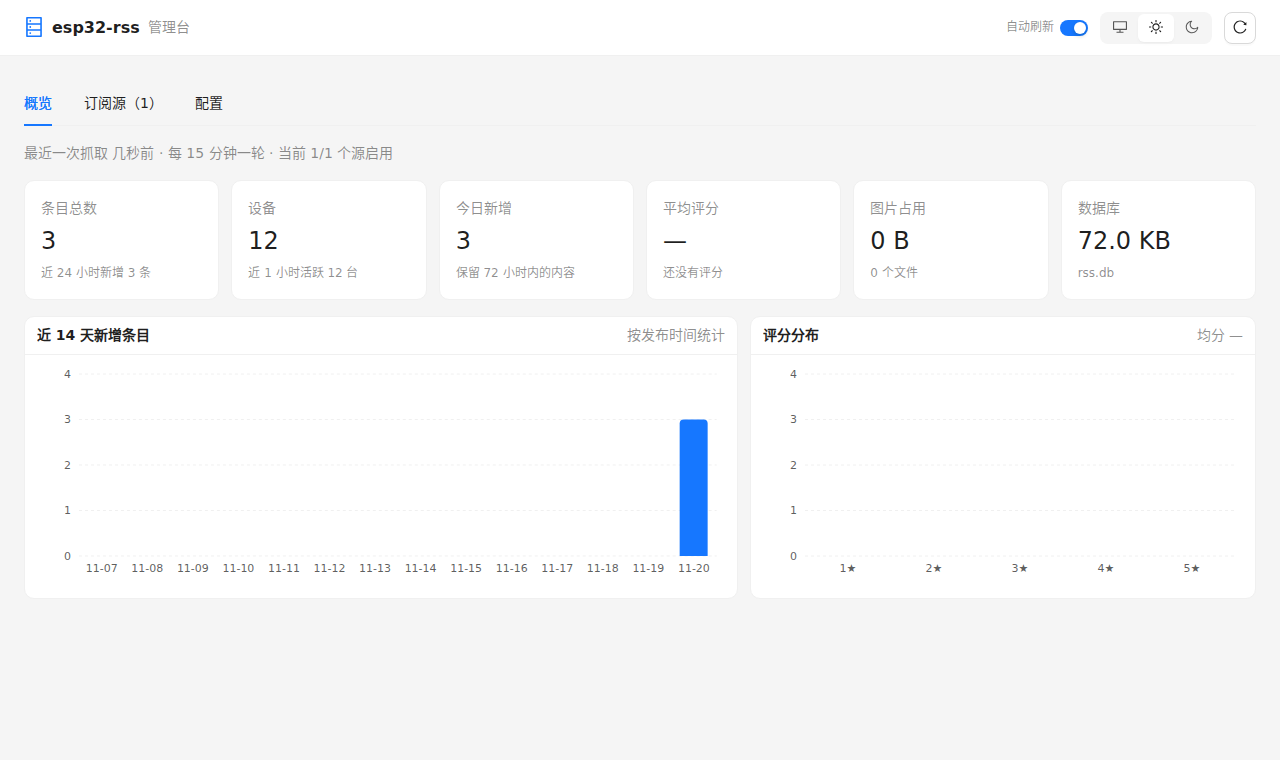 esp32-rss 管理台 自动刷新
概览 订阅源（1） 配置
最近一次抓取 几秒前 · 每 15 分钟一轮 · 当前 1/1 个源启用
条目总数 设备 今日新增 平均评分 图片占用 数据库
3 12 3 — 0 B 72.0 KB
近 24 小时新增 3 条 近 1 小时活跃 12 台 保留 72 小时内的内容 还没有评分 0 个文件 rss.db
近 14 天新增条目 按发布时间统计
4
3
2
1
0
11-07 11-08 11-09 11-10 11-11 11-12 11-13 11-14 11-15 11-16 11-17 11-18 11-19 11-20
评分分布 均分 —
4
3
2
1
0
1★ 2★ 3★ 4★ 5★